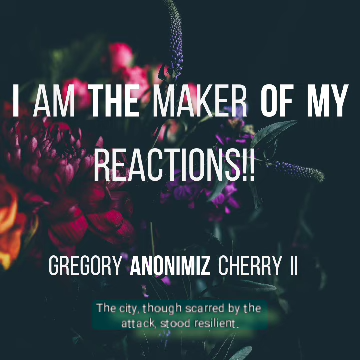 I AM THE MAKER OF MY
REACTIONS!!
GREGORY ANONIMIZ CHERRY II
The city, though scarred by the
attack, stood resilient.